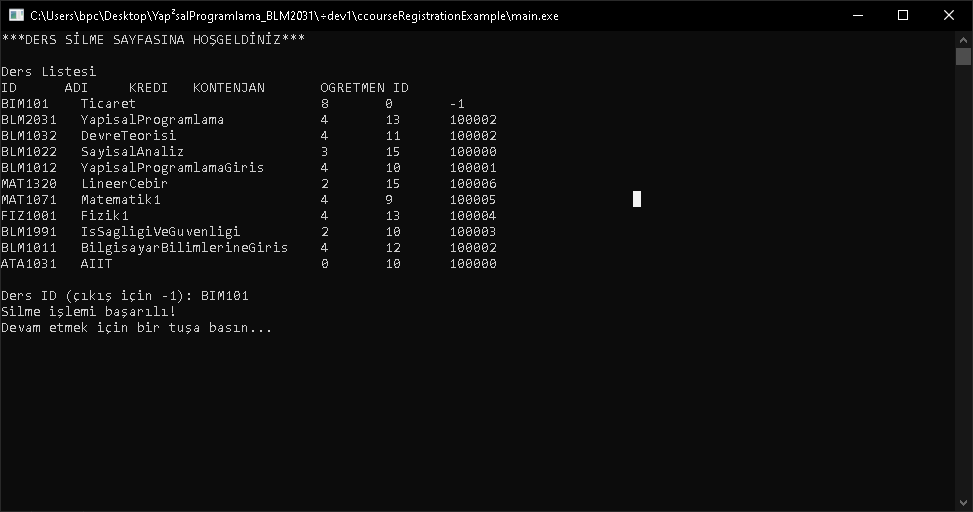 C:\Users\bpc\Desktop\Yap²salProgramlama_BLM2031\÷dev1\ccourseRegistrationExample\main.exe
***DERS SİLME SAYFASINA HOŞGELDİNİZ***
Ders Listesi
ID ADI KREDI KONTENJAN OGRETMEN ID
BIM101 Ticaret 8 0 -1
BLM2031 YapisalProgramlama 4 13 100002
BLM1032 DevreTeorisi 4 11 100002
BLM1022 SayisalAnaliz 3 15 100000
BLM1012 YapisalProgramlamaGiris 4 10 100001
MAT1320 LineerCebir 2 15 100006
MAT1071 Matematik1 4 9 100005
FIZ1001 Fizik1 4 13 100004
BLM1991 IsSagligiVeGuvenligi 2 10 100003
BLM1011 BilgisayarBilimlerineGiris 4 12 100002
ATA1031 AIIT 0 10 100000
Ders ID (çıkış için -1): BIM101
Silme işlemi başarılı!
Devam etmek için bir tuşa basın...